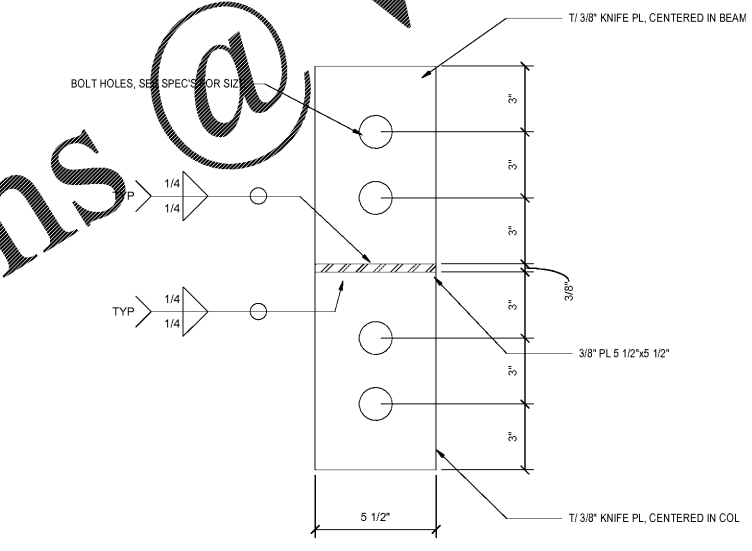 T/ 3/8" KNIFE PL, CENTERED IN BEAM
BOLT HOLES, SEE SPEC'S FOR SIZE
3"
3"
3"
3/8"
3"
3"
3"
TYP
1/4
1/4
TYP
1/4
1/4
3/8" PL 5 1/2"x5 1/2"
5 1/2"
T/ 3/8" KNIFE PL, CENTERED IN COL
ns @